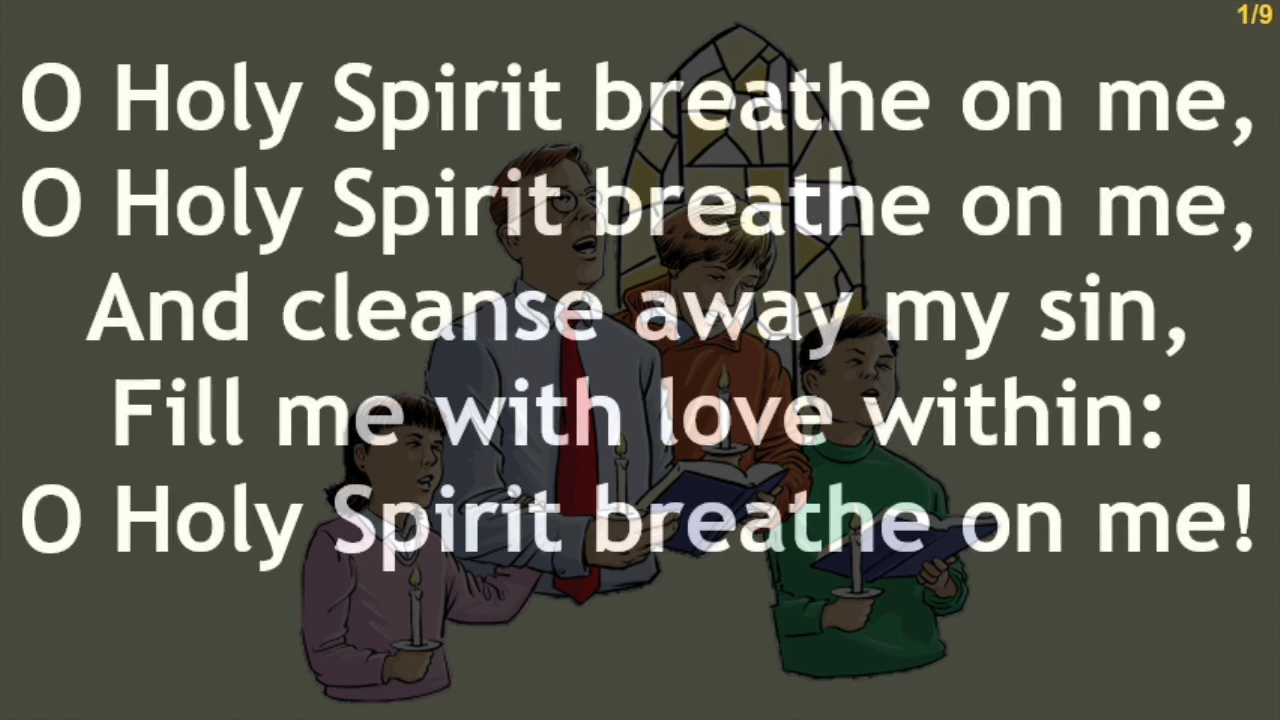 1/9
O Holy Spirit breathe on me,
O Holy Spirit breathe on me,
And cleanse away my sin,
Fill me with love within:
O Holy Spirit breathe on me!